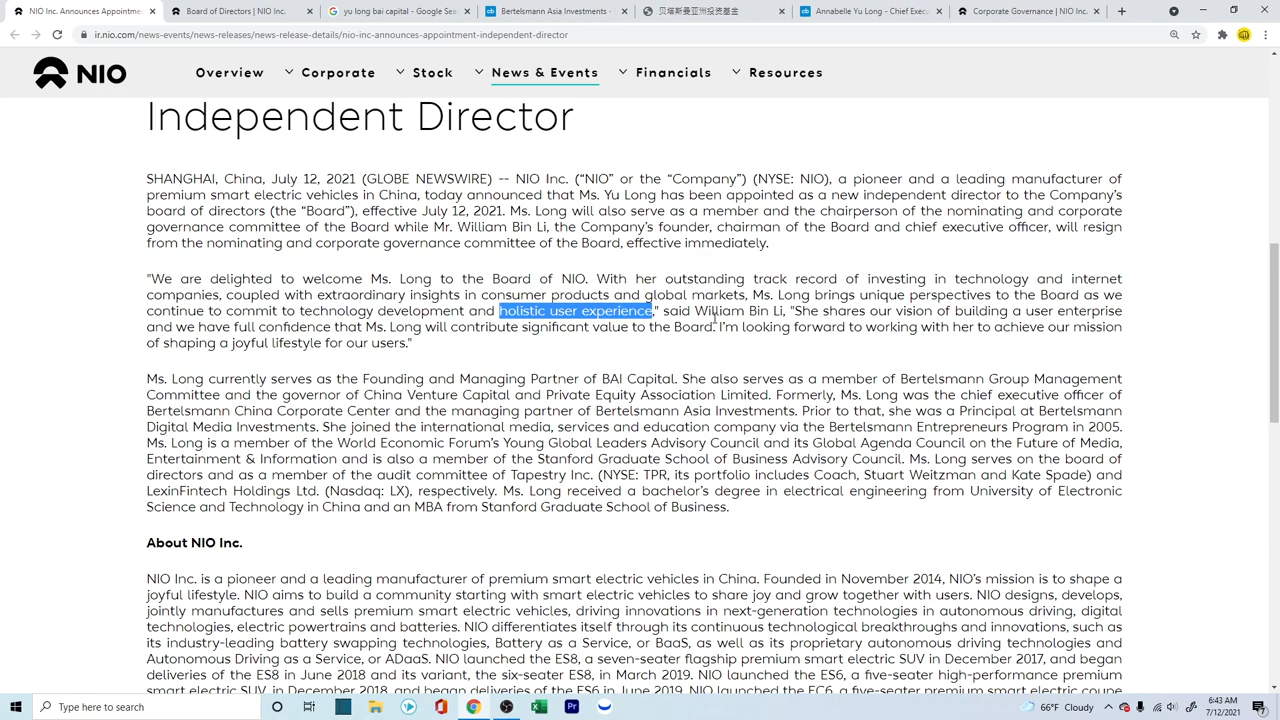 NIO Inc. Announces Appointmen
Board of Directors | NIO Inc.
yu long bai capital - Google Sea
Bertelsmann Asia Investments -
贝塔斯曼亚洲投资基金
Annabelle Yu Long - Chief Exec
Corporate Governance | NIO Inc.
ir.nio.com/news-events/news-releases/news-release-details/nio-inc-announces-appointment-independent-director
NIO
Overview
Corporate
Stock
News & Events
Financials
Resources
Independent Director
SHANGHAI, China, July 12, 2021 (GLOBE NEWSWIRE) -- NIO Inc. (“NIO” or the “Company”) (NYSE: NIO), a pioneer and a leading manufacturer of
premium smart electric vehicles in China, today announced that Ms. Yu Long has been appointed as a new independent director to the Company’s
board of directors (the “Board”), effective July 12, 2021. Ms. Long will also serve as a member and the chairperson of the nominating and corporate
governance committee of the Board while Mr. William Bin Li, the Company’s founder, chairman of the Board and chief executive officer, will resign
from the nominating and corporate governance committee of the Board, effective immediately.
"We are delighted to welcome Ms. Long to the Board of NIO. With her outstanding track record of investing in technology and internet
companies, coupled with extraordinary insights in consumer products and global markets, Ms. Long brings unique perspectives to the Board as we
continue to commit to technology development and holistic user experience," said William Bin Li, "She shares our vision of building a user enterprise
and we have full confidence that Ms. Long will contribute significant value to the Board. I’m looking forward to working with her to achieve our mission
of shaping a joyful lifestyle for our users."
Ms. Long currently serves as the Founding and Managing Partner of BAI Capital. She also serves as a member of Bertelsmann Group Management
Committee and the governor of China Venture Capital and Private Equity Association Limited. Formerly, Ms. Long was the chief executive officer of
Bertelsmann China Corporate Center and the managing partner of Bertelsmann Asia Investments. Prior to that, she was a Principal at Bertelsmann
Digital Media Investments. She joined the international media, services and education company via the Bertelsmann Entrepreneurs Program in 2005.
Ms. Long is a member of the World Economic Forum’s Young Global Leaders Advisory Council and its Global Agenda Council on the Future of Media,
Entertainment & Information and is also a member of the Stanford Graduate School of Business Advisory Council. Ms. Long serves on the board of
directors and as a member of the audit committee of Tapestry Inc. (NYSE: TPR, its portfolio includes Coach, Stuart Weitzman and Kate Spade) and
LexinFintech Holdings Ltd. (Nasdaq: LX), respectively. Ms. Long received a bachelor’s degree in electrical engineering from University of Electronic
Science and Technology in China and an MBA from Stanford Graduate School of Business.
About NIO Inc.
NIO Inc. is a pioneer and a leading manufacturer of premium smart electric vehicles in China. Founded in November 2014, NIO’s mission is to shape a
joyful lifestyle. NIO aims to build a community starting with smart electric vehicles to share joy and grow together with users. NIO designs, develops,
jointly manufactures and sells premium smart electric vehicles, driving innovations in next-generation technologies in autonomous driving, digital
technologies, electric powertrains and batteries. NIO differentiates itself through its continuous technological breakthroughs and innovations, such as
its industry-leading battery swapping technologies, Battery as a Service, or BaaS, as well as its proprietary autonomous driving technologies and
Autonomous Driving as a Service, or ADaaS. NIO launched the ES8, a seven-seater flagship premium smart electric SUV in December 2017, and began
deliveries of the ES8 in June 2018 and its variant, the six-seater ES8, in March 2019. NIO launched the ES6, a five-seater high-performance premium
smart electric SUV, in December 2018, and began deliveries of the ES6 in June 2019. NIO launched the EC6, a five-seater premium smart electric coupe
Type here to search
66°F Cloudy
6:43 AM
7/12/2021